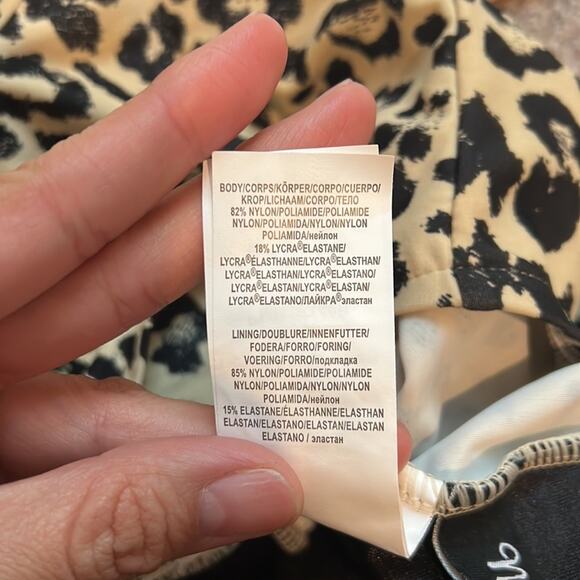 BODY/CORPS/KÖRPER/CORPO/CUERPO/
KROP/LICHAAM/CORPO/ТЕЛО
82% NYLON/POLIAMIDE/POLIAMIDE
NYLON/POLIAMIDA/NYLON/NYLON
POLIAMIDA/нейлон
18% LYCRA®ELASTANE/
LYCRA®ÉLASTHANNE/LYCRA®ELASTHAN/
LYCRA®ELASTHAN/LYCRA®ELASTANO/
LYCRA®ELASTAN/LYCRA®ELASTAN/
LYCRA®ELASTANO/ЛАЙКРА®эластан
LINING/DOUBLURE/INNENFUTTER/
FODERA/FORRO/FORING/
VOERING/FORRO/подкладка
85% NYLON/POLIAMIDE/POLIAMIDE
NYLON/POLIAMIDA/NYLON/NYLON
POLIAMIDA/нейлон
15% ELASTANE/ÉLASTHANNE/ELASTHAN
ELASTAN/ELASTANO/ELASTAN/ELASTAN
ELASTANO / эластан